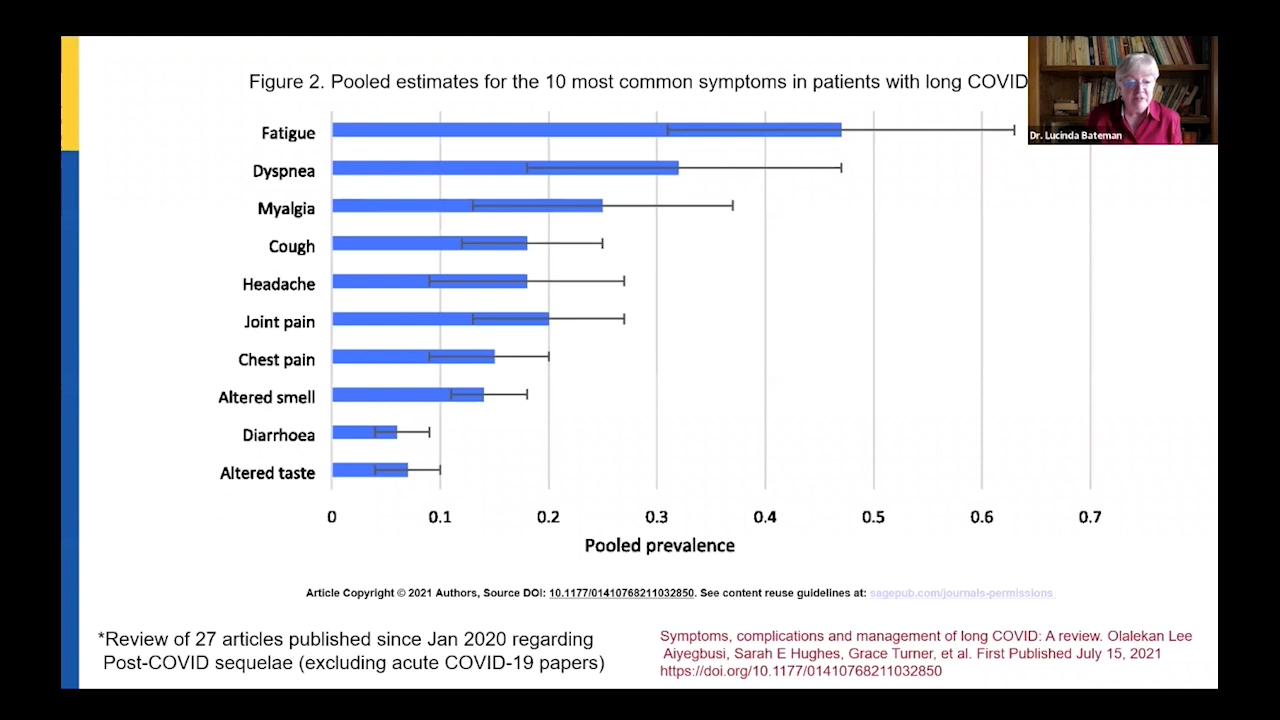 Figure 2. Pooled estimates for the 10 most common symptoms in patients with long COVID
Dr. Lucinda Bateman
Fatigue
Dyspnea
Myalgia
Cough
Headache
Joint pain
Chest pain
Altered smell
Diarrhoea
Altered taste
0 0.1 0.2 0.3 0.4 0.5 0.6 0.7
Pooled prevalence
Article Copyright © 2021 Authors, Source DOI: 10.1177/01410768211032850. See content reuse guidelines at: sagepub.com/journals-permissions
*Review of 27 articles published since Jan 2020 regarding
Post-COVID sequelae (excluding acute COVID-19 papers)
Symptoms, complications and management of long COVID: A review. Olalekan Lee
Aiyegbusi, Sarah E Hughes, Grace Turner, et al. First Published July 15, 2021
https://doi.org/10.1177/01410768211032850